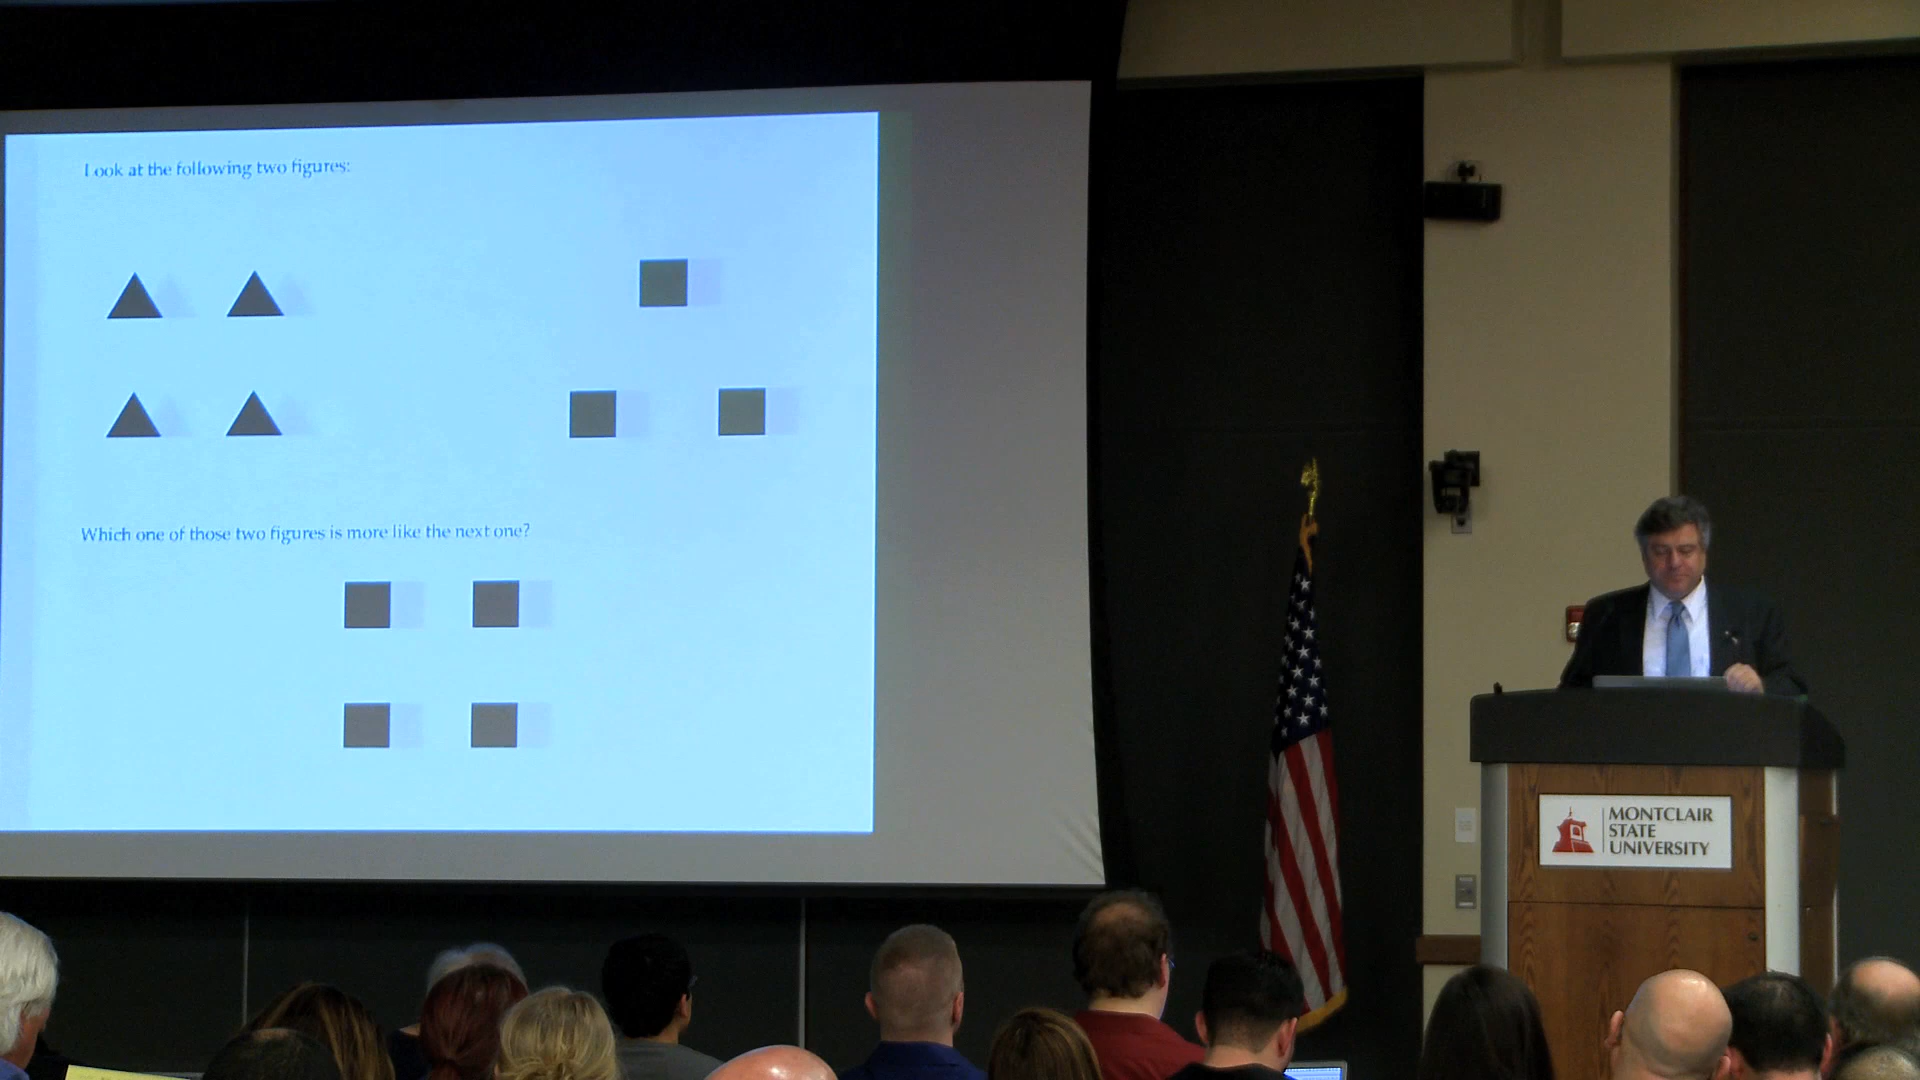 Look at the following two figures:
Which one of those two figures is more like the next one?
MONTCLAIR
STATE
UNIVERSITY